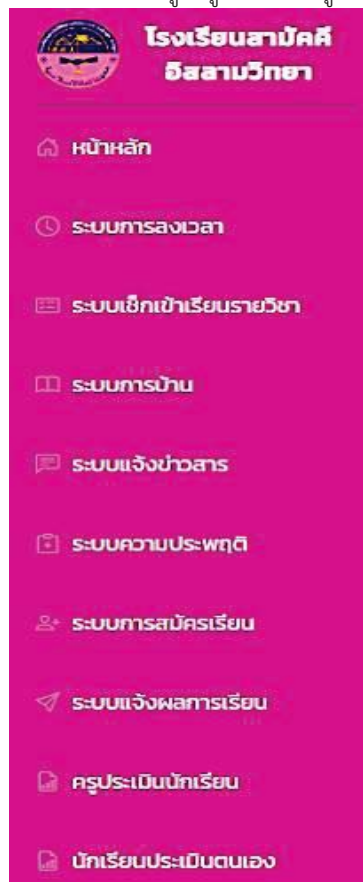 โรงเรียนสามัคคี
อิสลามวิทยา
หน้าหลัก
ระบบการลงเวลา
ระบบเช็กเข้าเรียนรายวิชา
ระบบการบ้าน
ระบบแจ้งข่าวสาร
ระบบความประพฤติ
ระบบการสมัครเรียน
ระบบแจ้งผลการเรียน
ครูประเมินนักเรียน
นักเรียนประเมินตนเอง